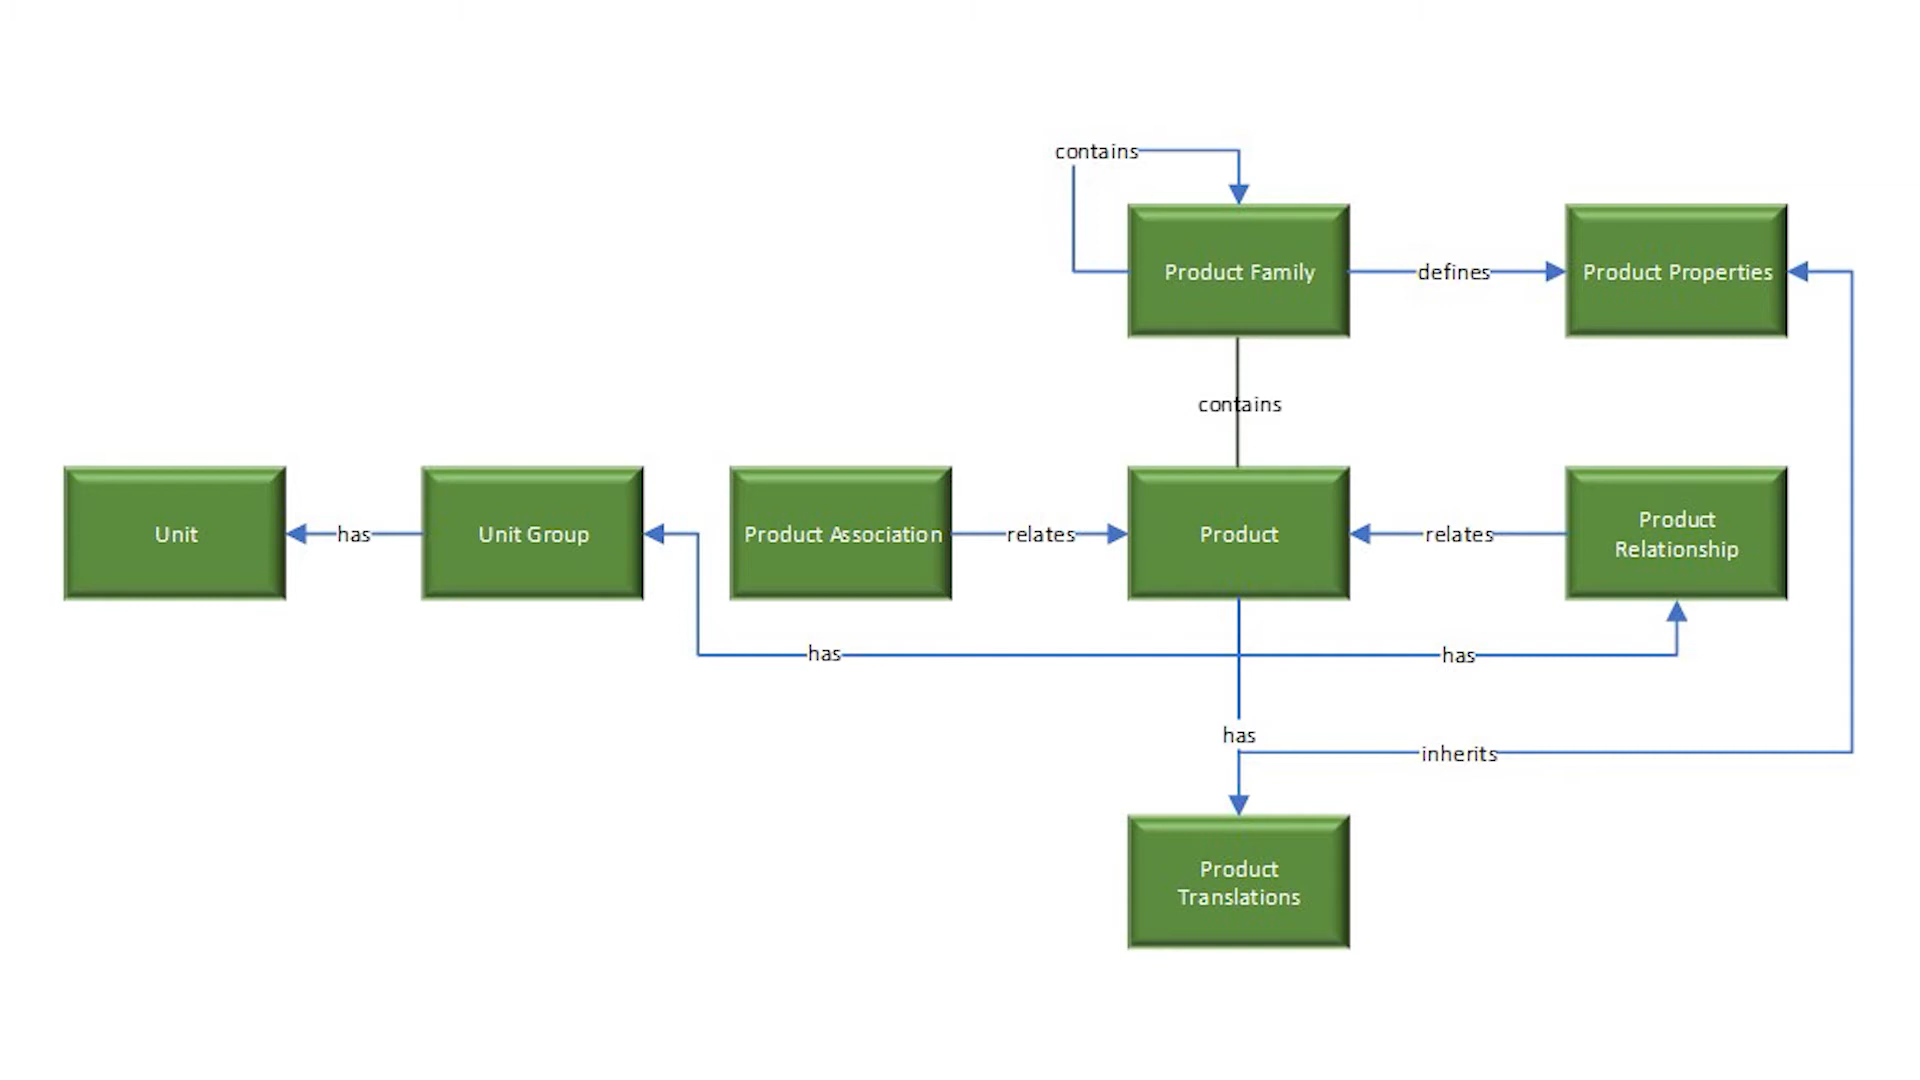 contains
Product Family
defines
Product Properties
contains
Unit
has
Unit Group
Product Association
relates
Product
relates
Product
Relationship
has
has
has
inherits
Product
Translations